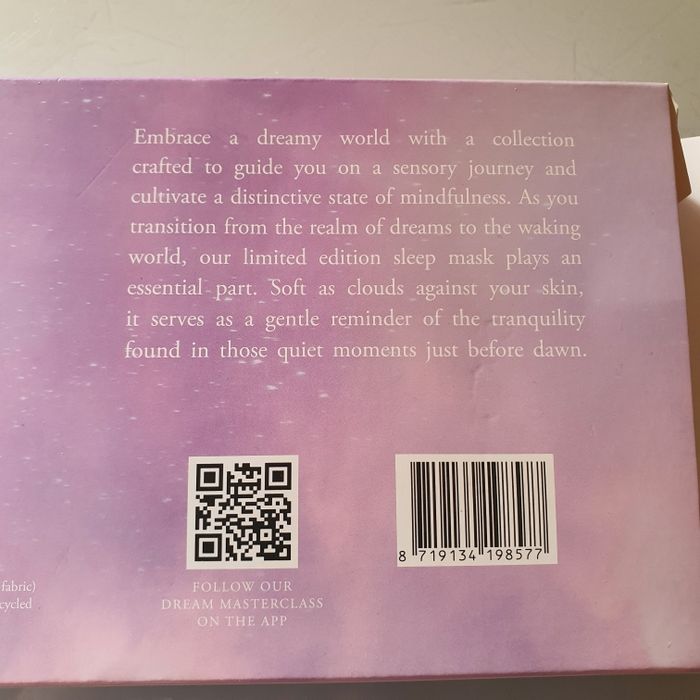 Embrace a dreamy world with a collection
crafted to guide you on a sensory journey and
cultivate a distinctive state of mindfulness. As you
transition from the realm of dreams to the waking
world, our limited edition sleep mask plays an
essential part. Soft as clouds against your skin,
it serves as a gentle reminder of the tranquility
found in those quiet moments just before dawn.
8 719134 198577
fabric)
cycled
FOLLOW OUR
DREAM MASTERCLASS
ON THE APP